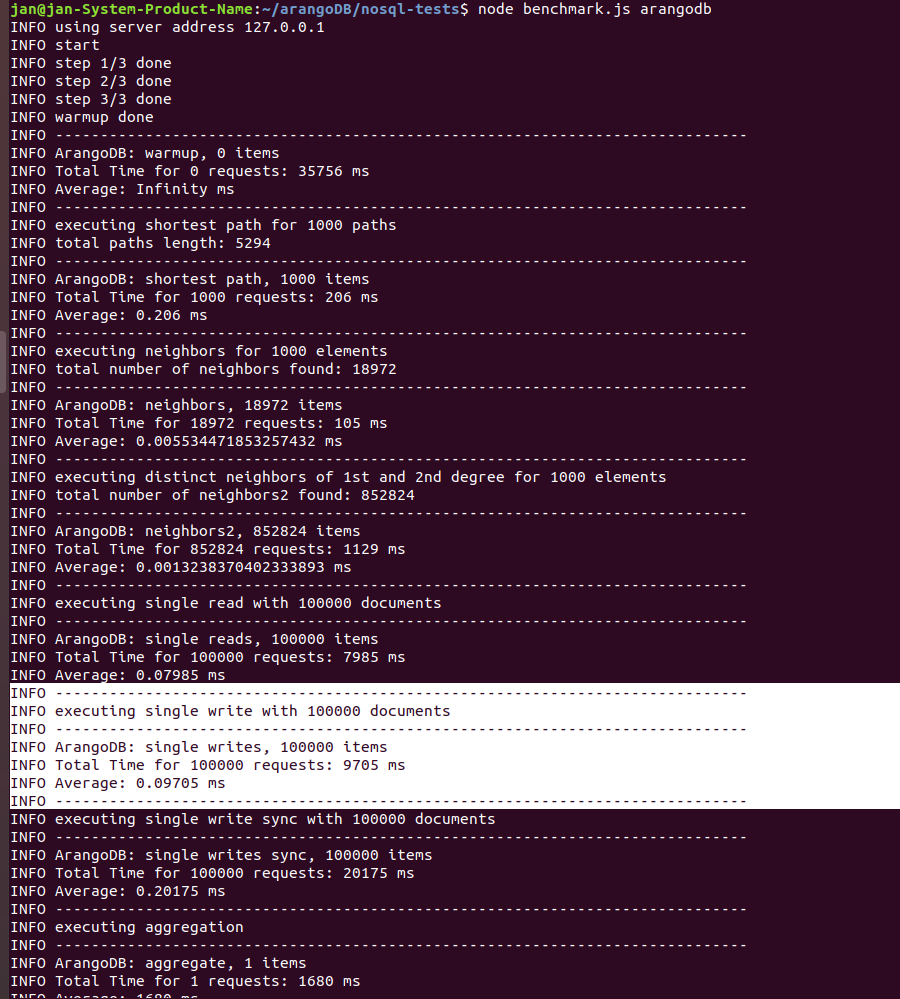 jan@jan-System-Product-Name:~/arangoDB/nosql-tests$ node benchmark.js arangodb
INFO using server address 127.0.0.1
INFO start
INFO step 1/3 done
INFO step 2/3 done
INFO step 3/3 done
INFO warmup done
INFO -----------------------------------------------------------------------------
INFO ArangoDB: warmup, 0 items
INFO Total Time for 0 requests: 35756 ms
INFO Average: Infinity ms
INFO -----------------------------------------------------------------------------
INFO executing shortest path for 1000 paths
INFO total paths length: 5294
INFO -----------------------------------------------------------------------------
INFO ArangoDB: shortest path, 1000 items
INFO Total Time for 1000 requests: 206 ms
INFO Average: 0.206 ms
INFO -----------------------------------------------------------------------------
INFO executing neighbors for 1000 elements
INFO total number of neighbors found: 18972
INFO -----------------------------------------------------------------------------
INFO ArangoDB: neighbors, 18972 items
INFO Total Time for 18972 requests: 105 ms
INFO Average: 0.005534471853257432 ms
INFO -----------------------------------------------------------------------------
INFO executing distinct neighbors of 1st and 2nd degree for 1000 elements
INFO total number of neighbors2 found: 852824
INFO -----------------------------------------------------------------------------
INFO ArangoDB: neighbors2, 852824 items
INFO Total Time for 852824 requests: 1129 ms
INFO Average: 0.0013238370402333893 ms
INFO -----------------------------------------------------------------------------
INFO executing single read with 100000 documents
INFO -----------------------------------------------------------------------------
INFO ArangoDB: single reads, 100000 items
INFO Total Time for 100000 requests: 7985 ms
INFO Average: 0.07985 ms
INFO -----------------------------------------------------------------------------
INFO executing single write with 100000 documents
INFO -----------------------------------------------------------------------------
INFO ArangoDB: single writes, 100000 items
INFO Total Time for 100000 requests: 9705 ms
INFO Average: 0.09705 ms
INFO -----------------------------------------------------------------------------
INFO executing single write sync with 100000 documents
INFO -----------------------------------------------------------------------------
INFO ArangoDB: single writes sync, 100000 items
INFO Total Time for 100000 requests: 20175 ms
INFO Average: 0.20175 ms
INFO -----------------------------------------------------------------------------
INFO executing aggregation
INFO -----------------------------------------------------------------------------
INFO ArangoDB: aggregate, 1 items
INFO Total Time for 1 requests: 1680 ms
INFO Average: 1680 ms